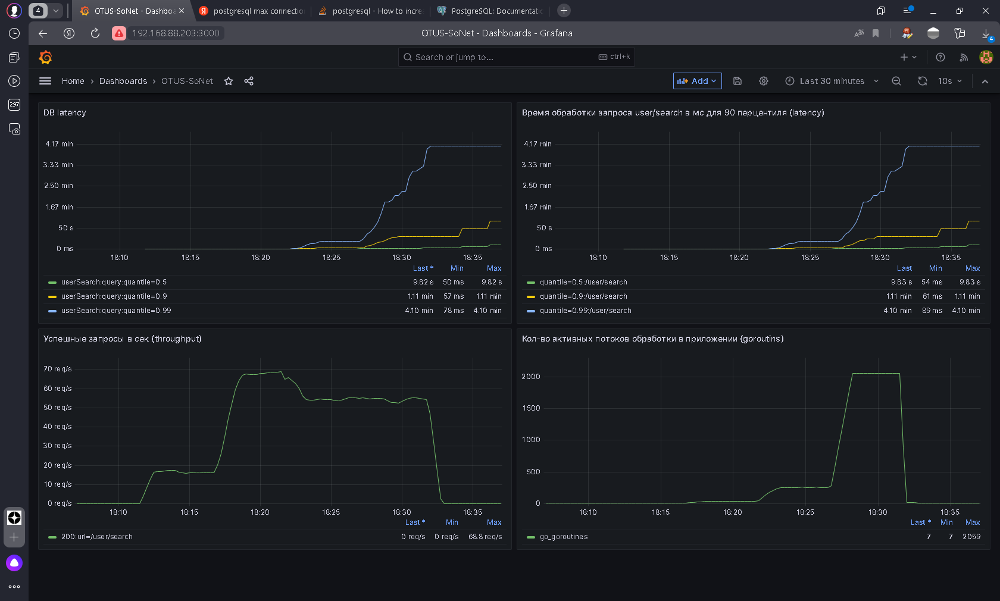 4
OTUS-SoNet - Dashboa
postgresql max connectio
postgresql - How to incre
PostgreSQL: Documentatic
192.168.88.203:3000
OTUS-SoNet - Dashboards - Grafana
4
Search or jump to...
ctrl+k
Home
Dashboards
OTUS-SoNet
Add
Last 30 minutes
10s
297
DB latency
4.17 min
3.33 min
2.50 min
1.67 min
50 s
0 ms
18:10 18:15 18:20 18:25 18:30 18:35
Last * Min Max
userSearch:query:quantile=0.5 9.82 s 50 ms 9.82 s
userSearch:query:quantile=0.9 1.11 min 57 ms 1.11 min
userSearch:query:quantile=0.99 4.10 min 78 ms 4.10 min
Время обработки запроса user/search в мс для 90 перцентиля (latency)
4.17 min
3.33 min
2.50 min
1.67 min
50 s
0 ms
18:10 18:15 18:20 18:25 18:30 18:35
Last Min Max
quantile=0.5:/user/search 9.83 s 54 ms 9.83 s
quantile=0.9:/user/search 1.11 min 61 ms 1.11 min
quantile=0.99:/user/search 4.10 min 89 ms 4.10 min
Успешные запросы в сек (throughput)
70 req/s
60 req/s
50 req/s
40 req/s
30 req/s
20 req/s
10 req/s
0 req/s
18:10 18:15 18:20 18:25 18:30 18:35
Last * Min Max
200:url=/user/search 0 req/s 0 req/s 68.8 req/s
Кол-во активных потоков обработки в приложении (goroutins)
2000
1500
1000
500
0
18:10 18:15 18:20 18:25 18:30 18:35
Last * Min Max
go_goroutines 7 7 2059